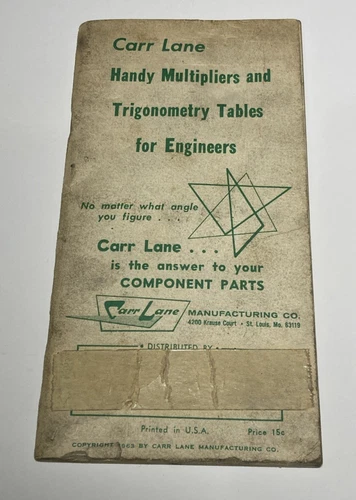 Carr Lane
Handy Multipliers and
Trigonometry Tables
for Engineers
No matter what angle
you figure . . .
Carr Lane . . .
is the answer to your
COMPONENT PARTS
Carr Lane MANUFACTURING CO.
4200 Krause Court • St. Louis, Mo. 63119
• DISTRIBUTED BY •
Printed in U.S.A. Price 15c
COPYRIGHT BY CARR LANE MANUFACTURING CO.